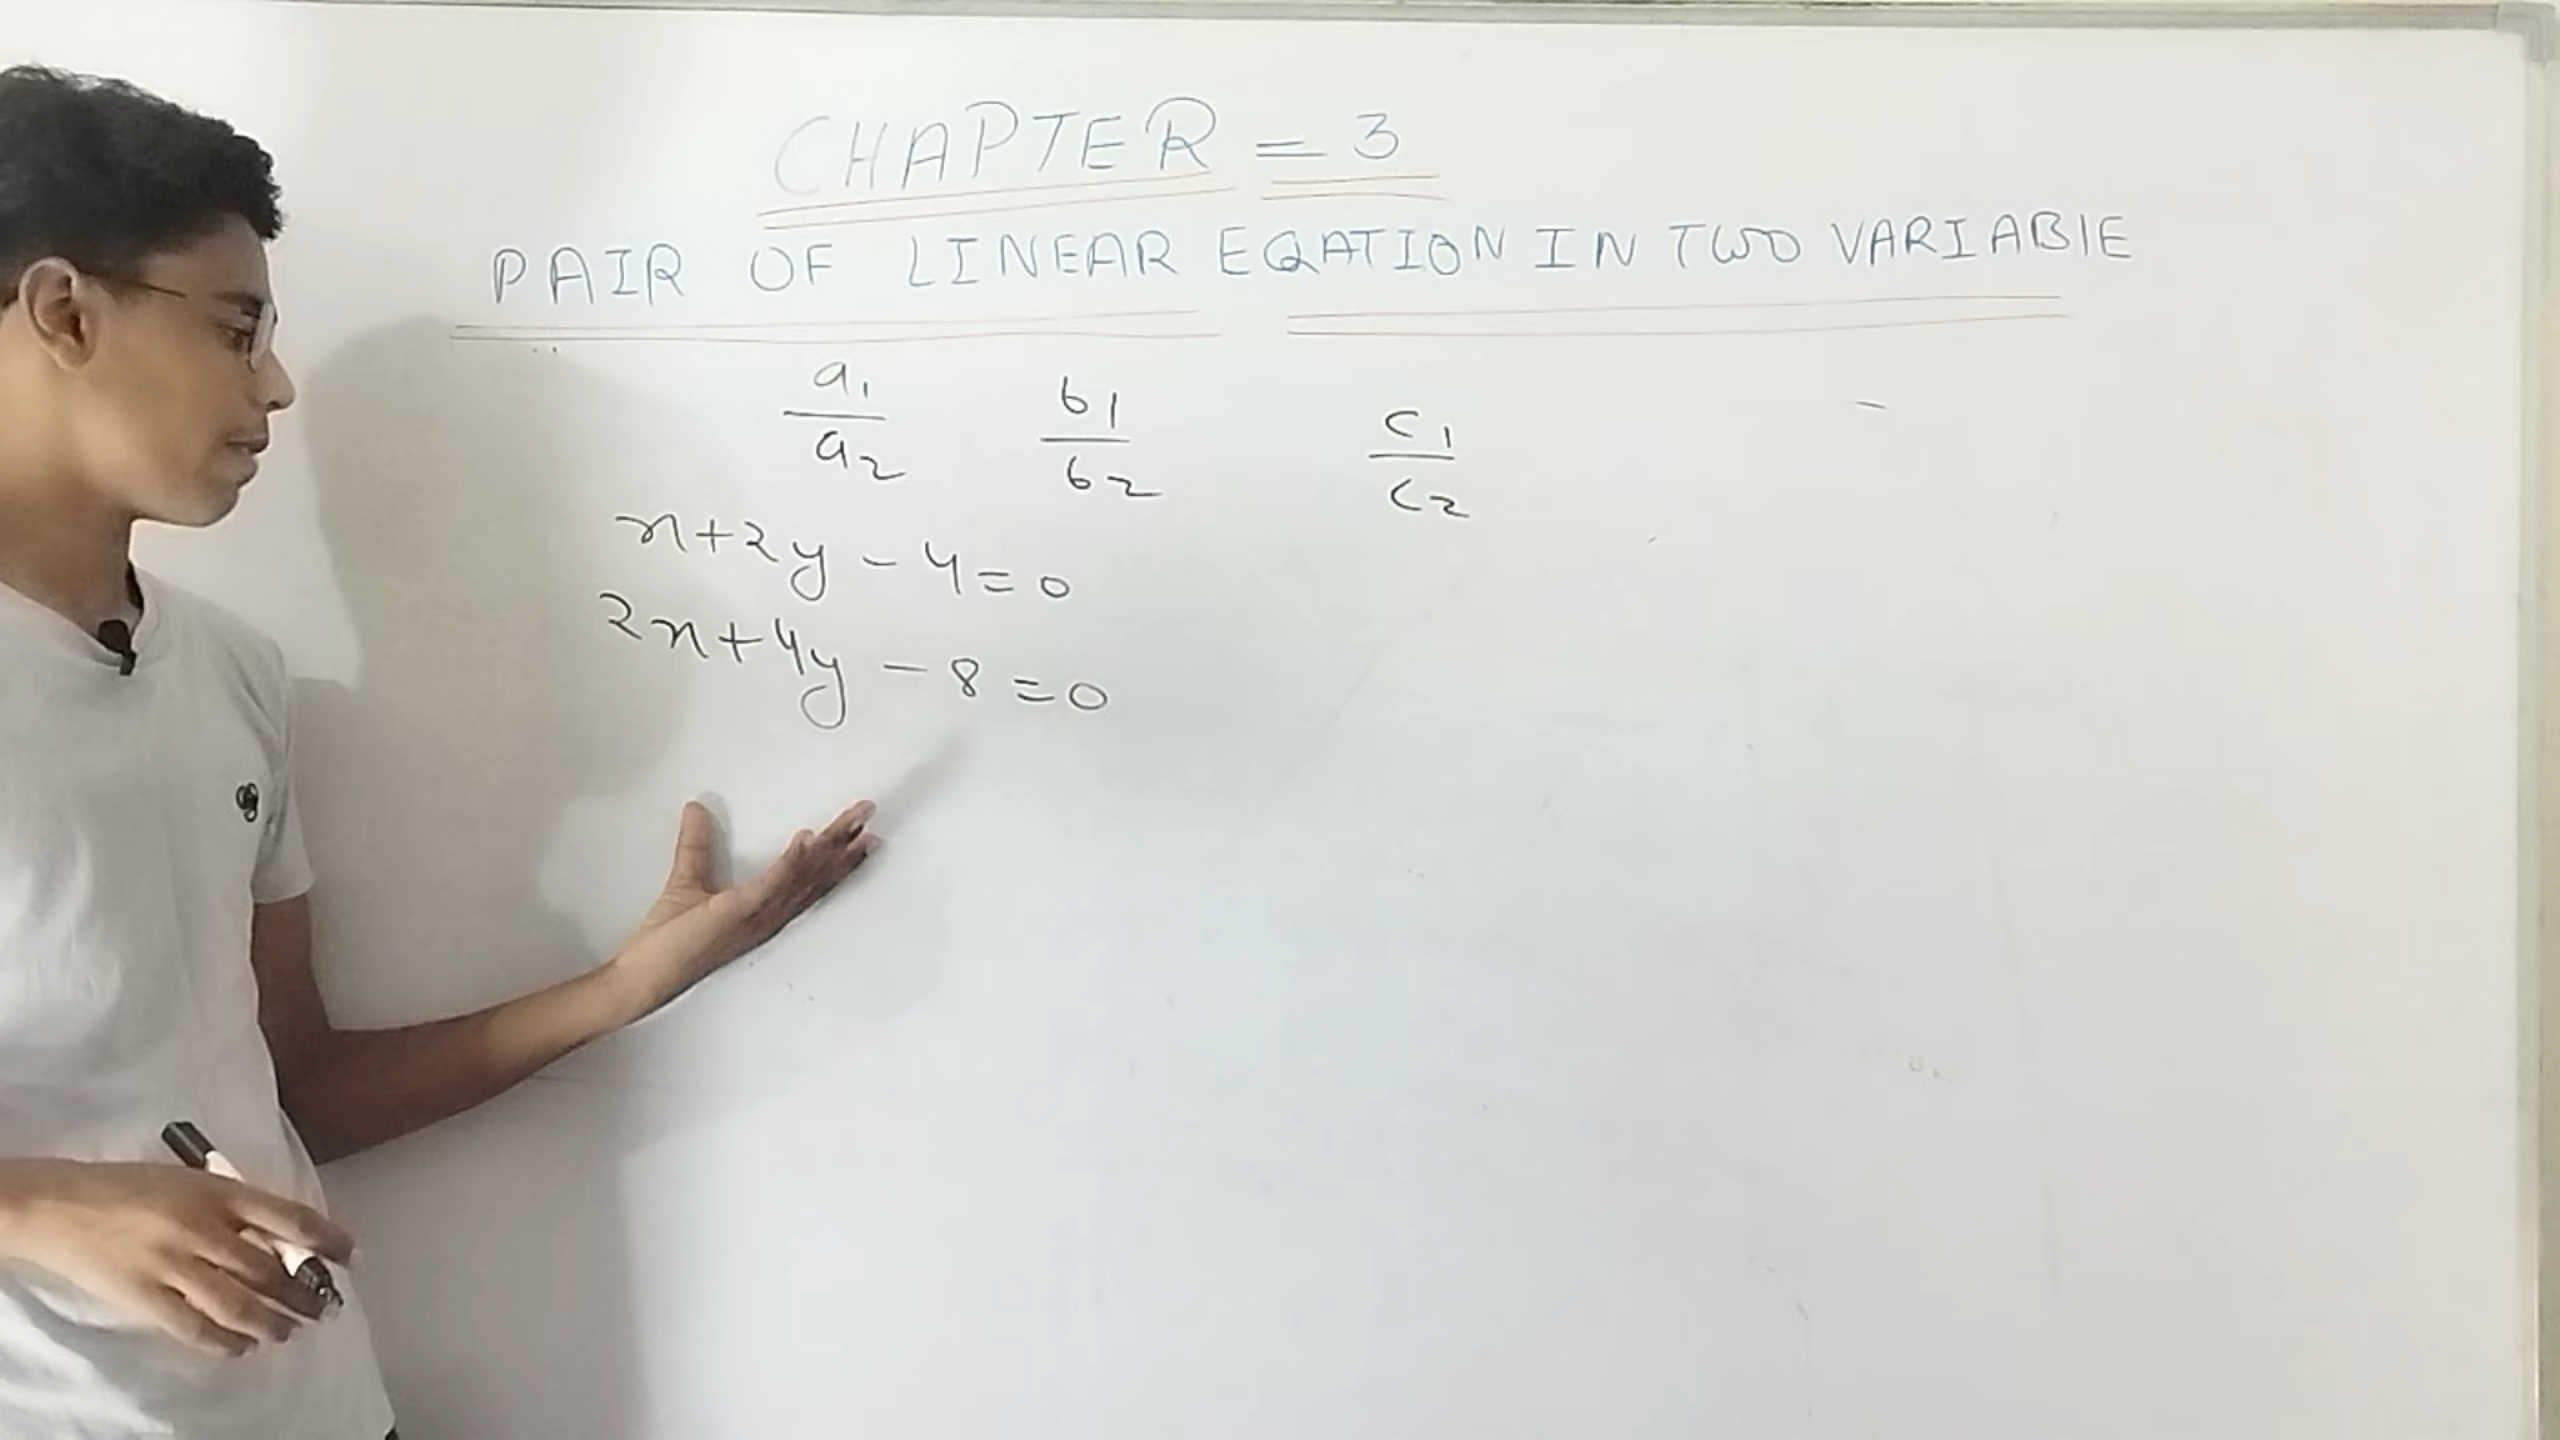 CHAPTER = 3
PAIR OF LINEAR EQATION IN TWO VARIABlE
a1/a2 b1/b2 c1/c2
x+2y-4=0
2x+4y-8=0